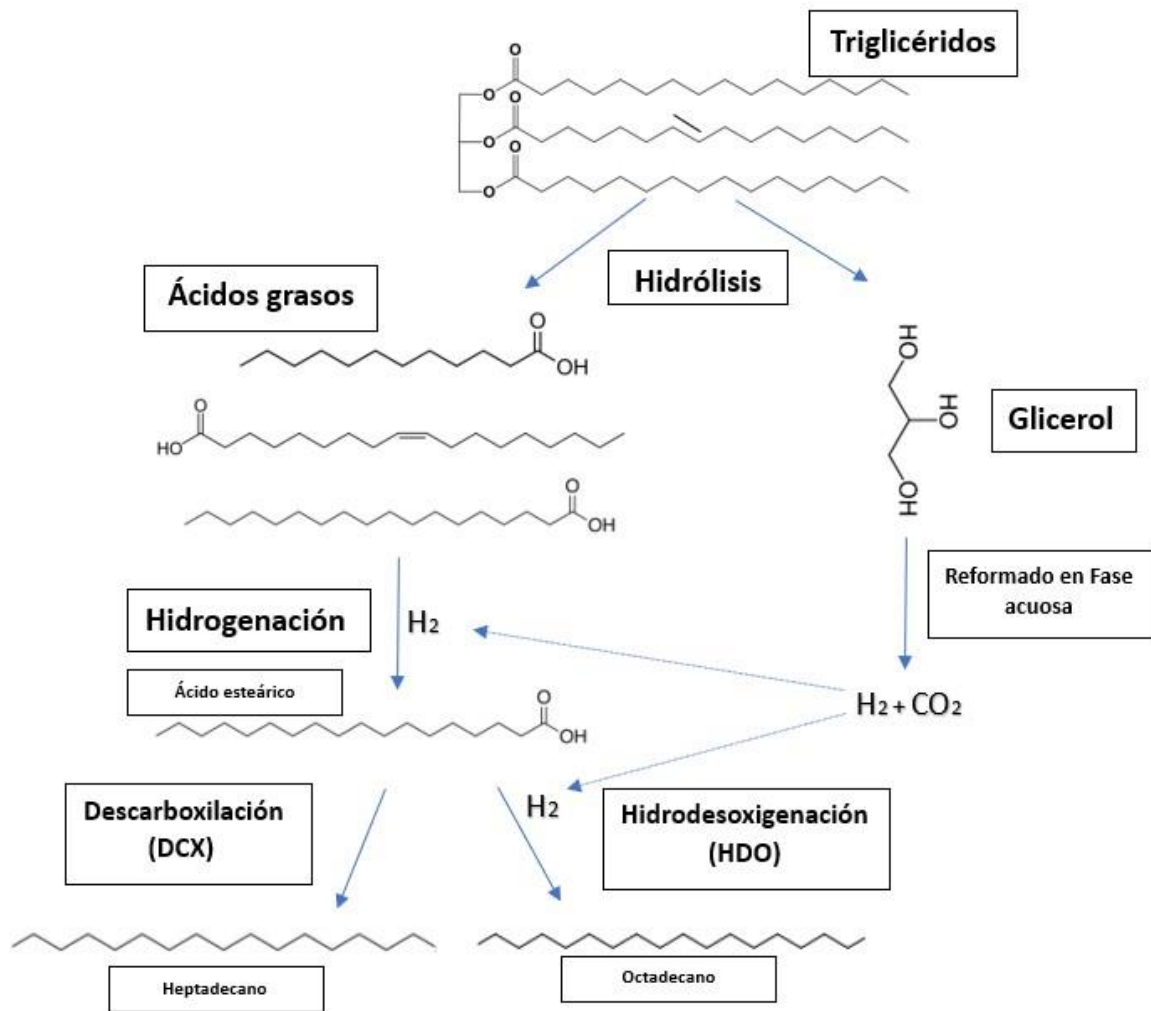 Triglicéridos
O
O
O
O
O
O
Hidrólisis
Ácidos grasos
O
OH
O
HO
O
OH
HO
HO
OH
Glicerol
Reformado en Fase
acuosa
Hidrogenación
H2
Ácido esteárico
O
OH
H2 + CO2
Descarboxilación
(DCX)
H2
Hidrodesoxigenación
(HDO)
Heptadecano
Octadecano